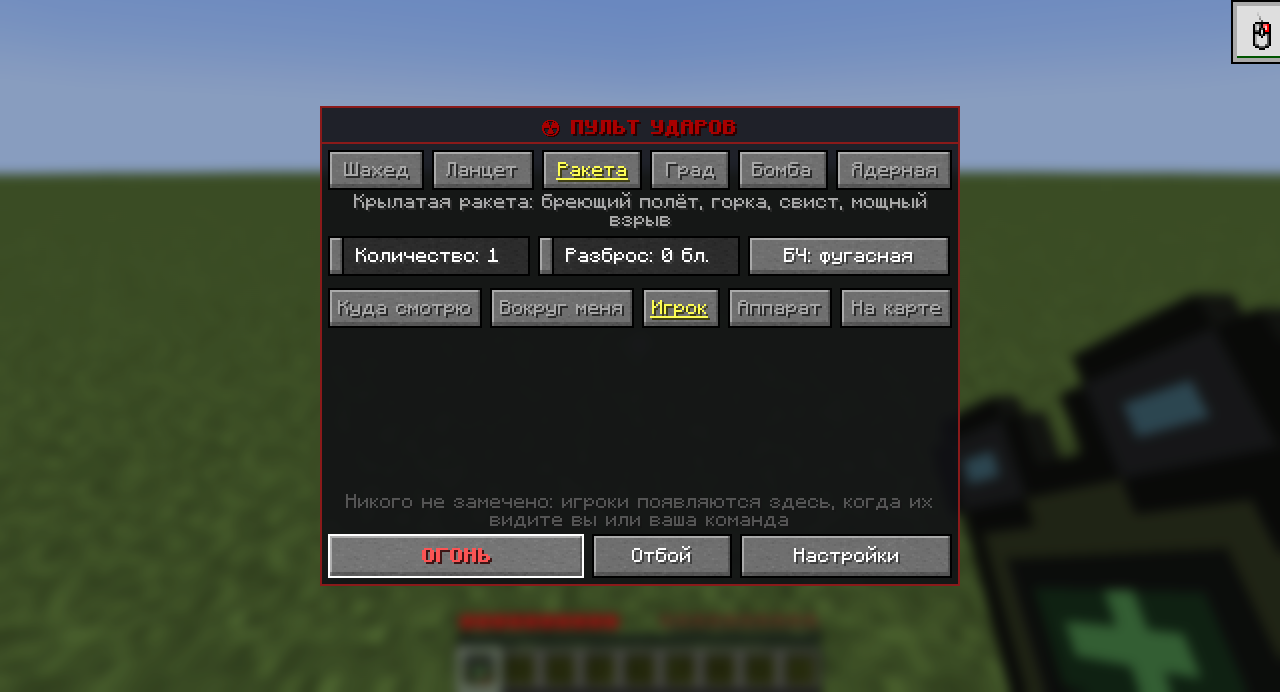 ☢ ПУЛЬТ УДАРОВ
Шахед Ланцет Ракета Град Бомба Ядерная
Крылатая ракета: бреющий полёт, горка, свист, мощный
взрыв
Количество: 1 Разброс: 0 бл. БЧ: фугасная
Куда смотрю Вокруг меня Игрок Аппарат На карте
Никого не замечено: игроки появляются здесь, когда их
видите вы или ваша команда
ОГОНЬ Отбой Настройки